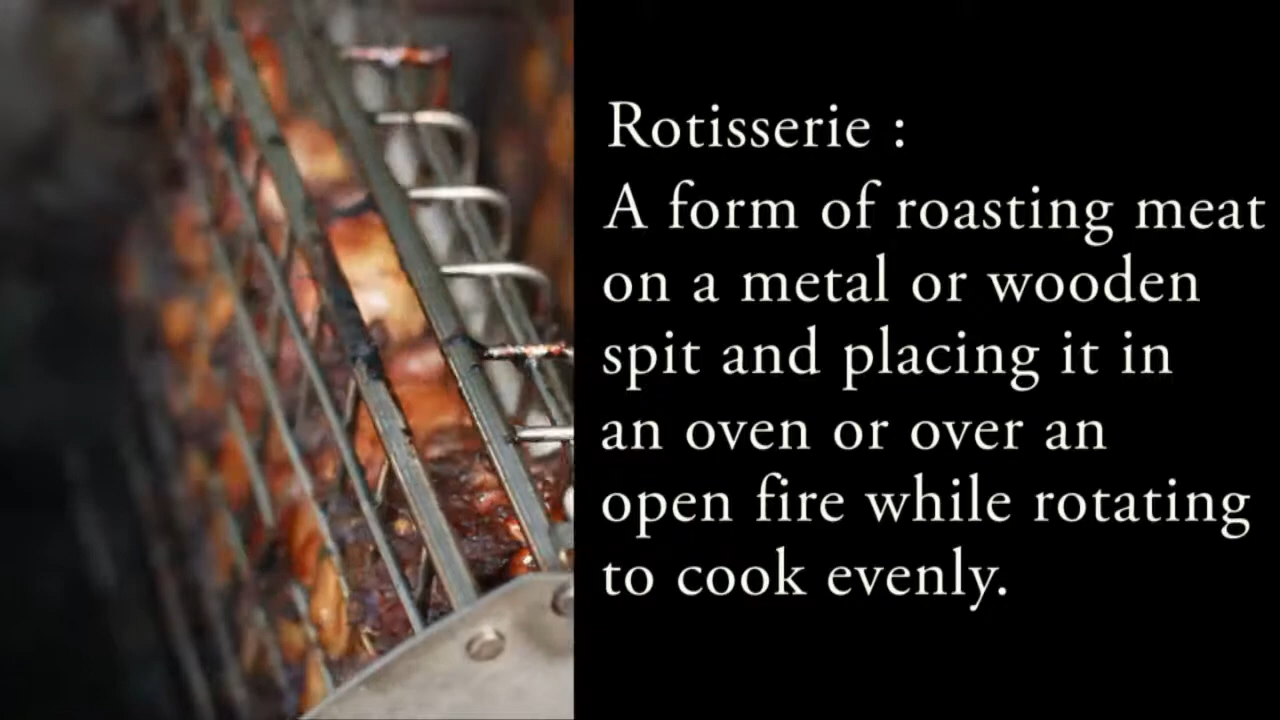 Rotisserie :
A form of roasting meat
on a metal or wooden
spit and placing it in
an oven or over an
open fire while rotating
to cook evenly.